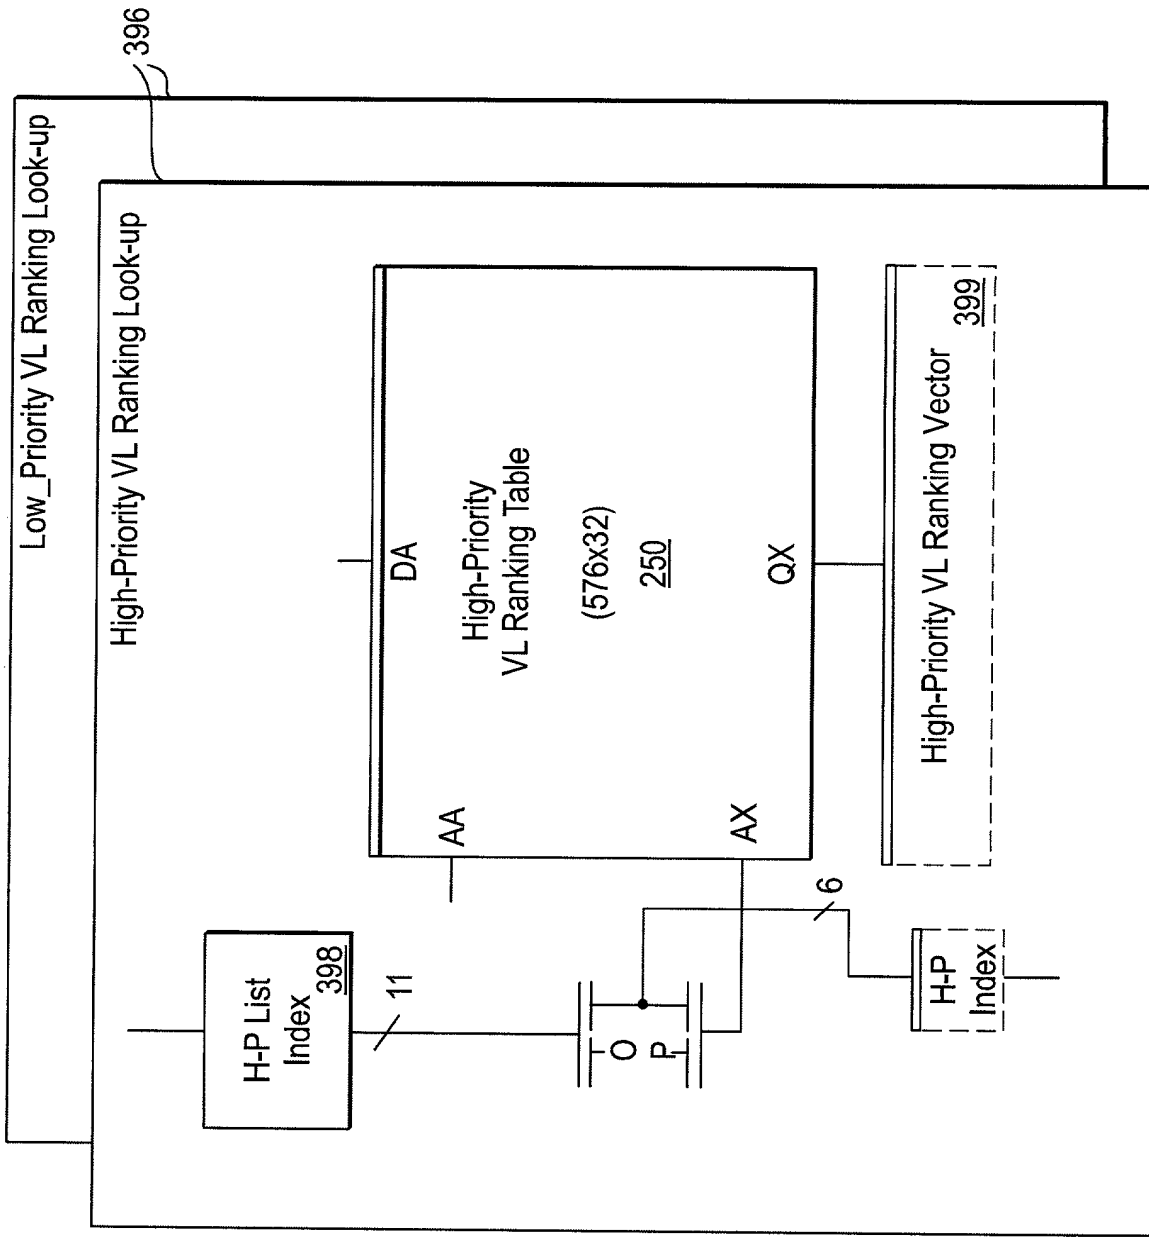 Low_Priority VL Ranking Look-up
396
High-Priority VL Ranking Look-up
H-P List
Index
398
11
O
P
AA
DA
High-Priority
VL Ranking Table
(576x32)
250
AX
QX
6
H-P
Index
High-Priority VL Ranking Vector
399